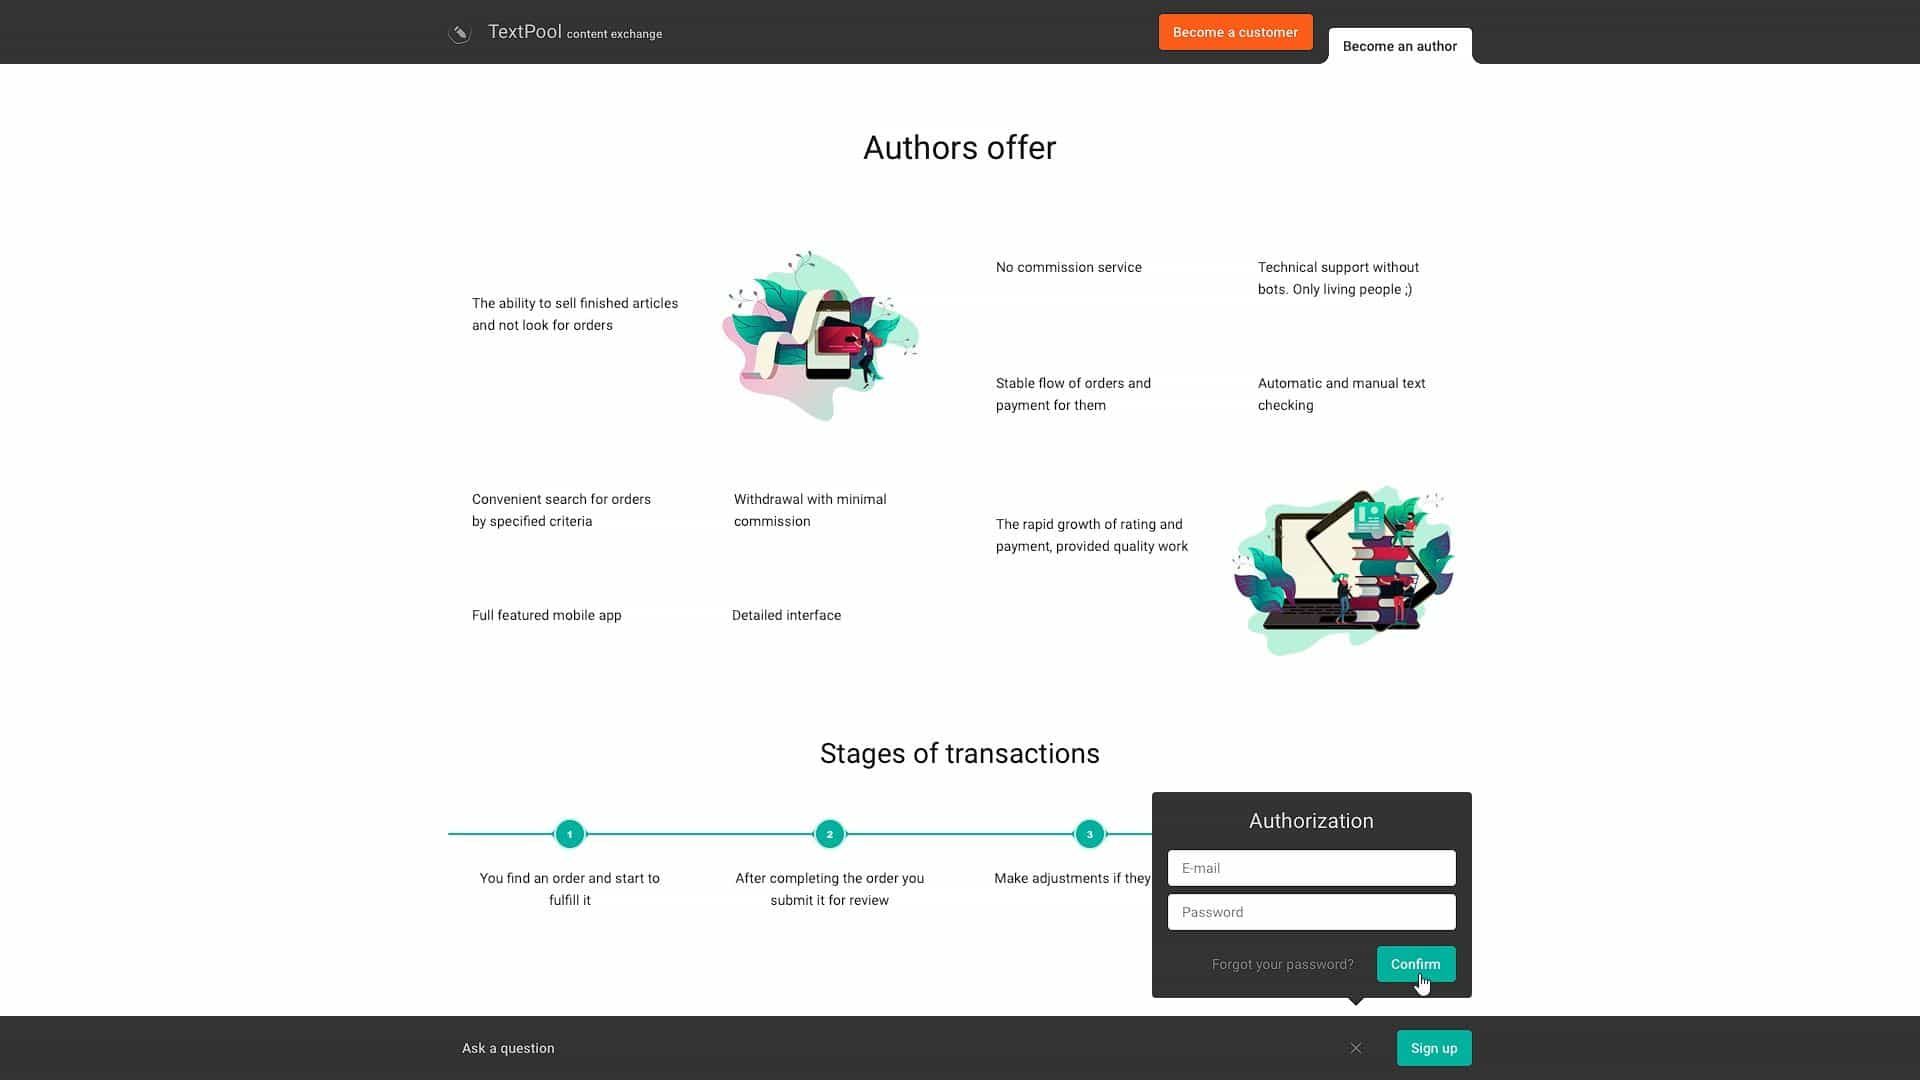 TextPool content exchange
Become a customer
Become an author
Authors offer
The ability to sell finished articles
and not look for orders
No commission service
Technical support without
bots. Only living people ;)
Stable flow of orders and
payment for them
Automatic and manual text
checking
Convenient search for orders
by specified criteria
Withdrawal with minimal
commission
The rapid growth of rating and
payment, provided quality work
Full featured mobile app
Detailed interface
Stages of transactions
1
2
3
You find an order and start to
fulfill it
After completing the order you
submit it for review
Make adjustments if they
Authorization
E-mail
Password
Forgot your password?
Confirm
Ask a question
Sign up